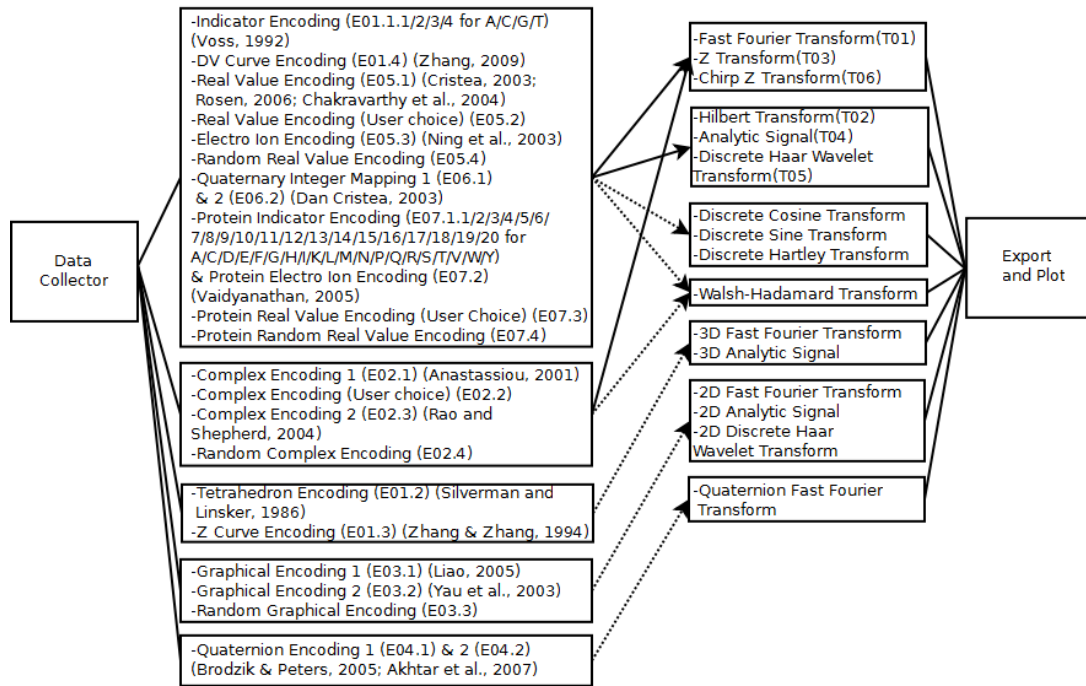 Data
Collector
-Indicator Encoding (E01.1.1/2/3/4 for A/C/G/T)
(Voss, 1992)
-DV Curve Encoding (E01.4) (Zhang, 2009)
-Real Value Encoding (E05.1) (Cristea, 2003;
Rosen, 2006; Chakravarthy et al., 2004)
-Real Value Encoding (User choice) (E05.2)
-Electro Ion Encoding (E05.3) (Ning et al., 2003)
-Random Real Value Encoding (E05.4)
-Quaternary Integer Mapping 1 (E06.1)
& 2 (E06.2) (Dan Cristea, 2003)
-Protein Indicator Encoding (E07.1.1/2/3/4/5/6/
7/8/9/10/11/12/13/14/15/16/17/18/19/20 for
A/C/D/E/F/G/H/I/K/L/M/N/P/Q/R/S/T/V/W/Y)
& Protein Electro Ion Encoding (E07.2)
(Vaidyanathan, 2005)
-Protein Real Value Encoding (User Choice) (E07.3)
-Protein Random Real Value Encoding (E07.4)
-Complex Encoding 1 (E02.1) (Anastassiou, 2001)
-Complex Encoding (User choice) (E02.2)
-Complex Encoding 2 (E02.3) (Rao and
Shepherd, 2004)
-Random Complex Encoding (E02.4)
-Tetrahedron Encoding (E01.2) (Silverman and
Linsker, 1986)
-Z Curve Encoding (E01.3) (Zhang & Zhang, 1994)
-Graphical Encoding 1 (E03.1) (Liao, 2005)
-Graphical Encoding 2 (E03.2) (Yau et al., 2003)
-Random Graphical Encoding (E03.3)
-Quaternion Encoding 1 (E04.1) & 2 (E04.2)
(Brodzik & Peters, 2005; Akhtar et al., 2007)
-Fast Fourier Transform(T01)
-Z Transform(T03)
-Chirp Z Transform(T06)
-Hilbert Transform(T02)
-Analytic Signal(T04)
-Discrete Haar Wavelet
Transform(T05)
-Discrete Cosine Transform
-Discrete Sine Transform
-Discrete Hartley Transform
-Walsh-Hadamard Transform
-3D Fast Fourier Transform
-3D Analytic Signal
-2D Fast Fourier Transform
-2D Analytic Signal
-2D Discrete Haar
Wavelet Transform
-Quaternion Fast Fourier
Transform
Export
and Plot